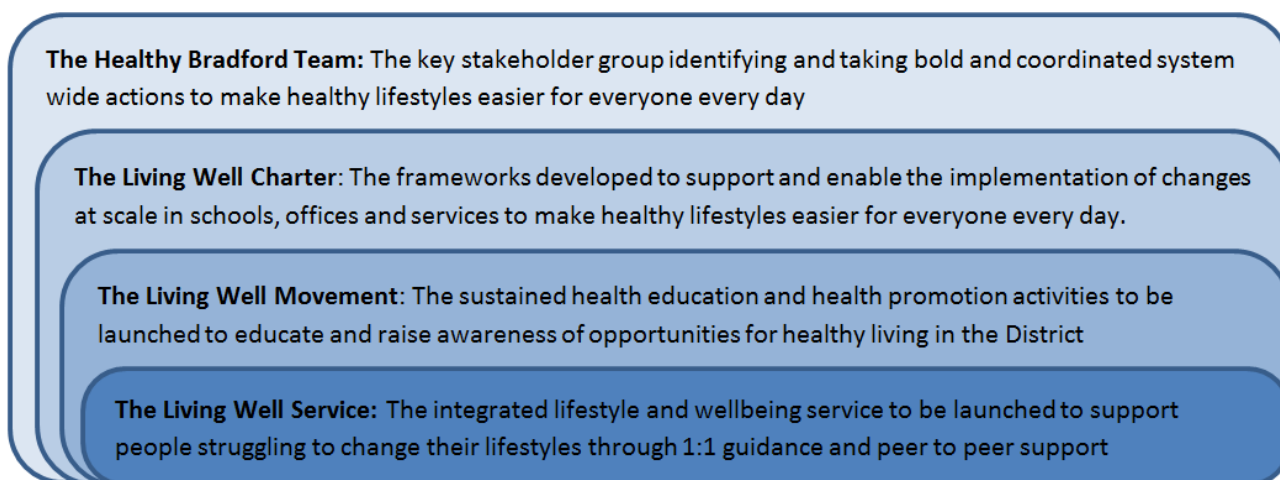 The Healthy Bradford Team: The key stakeholder group identifying and taking bold and coordinated system
wide actions to make healthy lifestyles easier for everyone every day
The Living Well Charter: The frameworks developed to support and enable the implementation of changes
at scale in schools, offices and services to make healthy lifestyles easier for everyone every day.
The Living Well Movement: The sustained health education and health promotion activities to be
launched to educate and raise awareness of opportunities for healthy living in the District
The Living Well Service: The integrated lifestyle and wellbeing service to be launched to support
people struggling to change their lifestyles through 1:1 guidance and peer to peer support